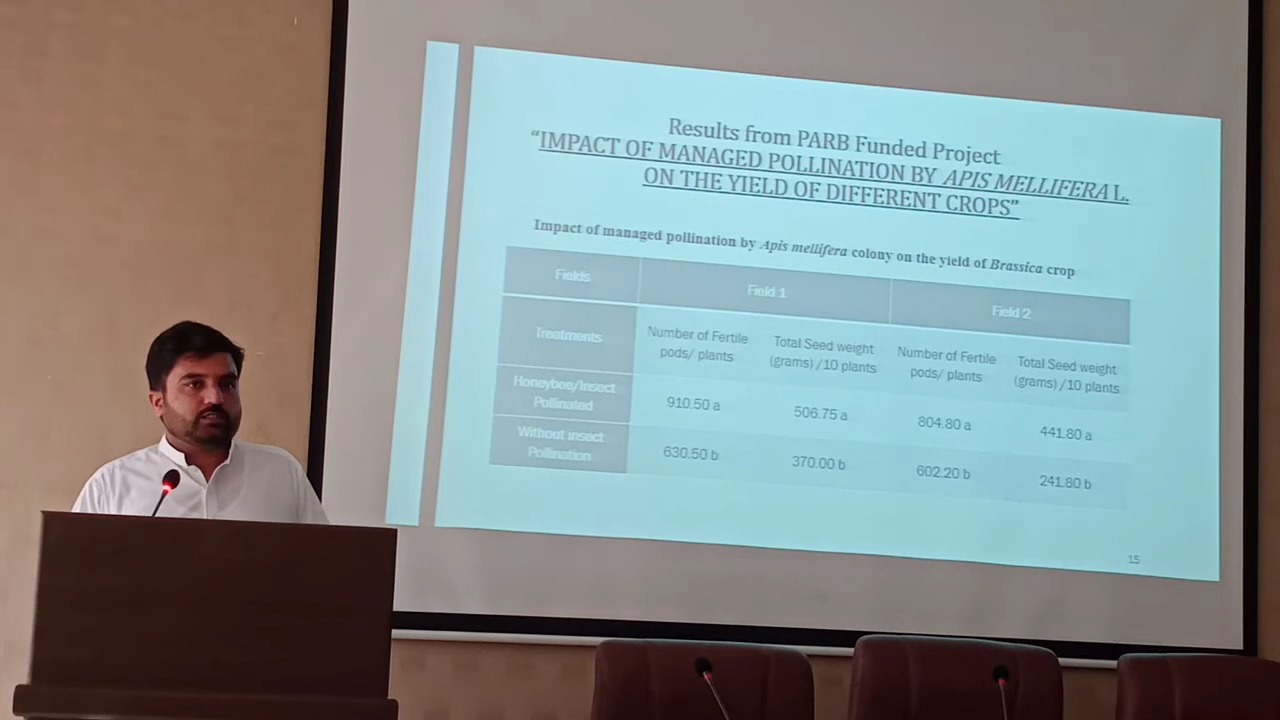 Results from PARB Funded Project
“IMPACT OF MANAGED POLLINATION BY APIS MELLIFERA L.
ON THE YIELD OF DIFFERENT CROPS”
Impact of managed pollination by Apis mellifera colony on the yield of Brassica crop
Fields Field 1 Field 2
Treatments Number of Fertile pods/ plants Total Seed weight (grams) /10 plants Number of Fertile pods/ plants Total Seed weight (grams) /10 plants
Honeybee/Insect Pollinated 910.50 a 506.75 a 804.80 a 441.80 a
Without insect Pollination 630.50 b 370.00 b 602.20 b 241.80 b
15